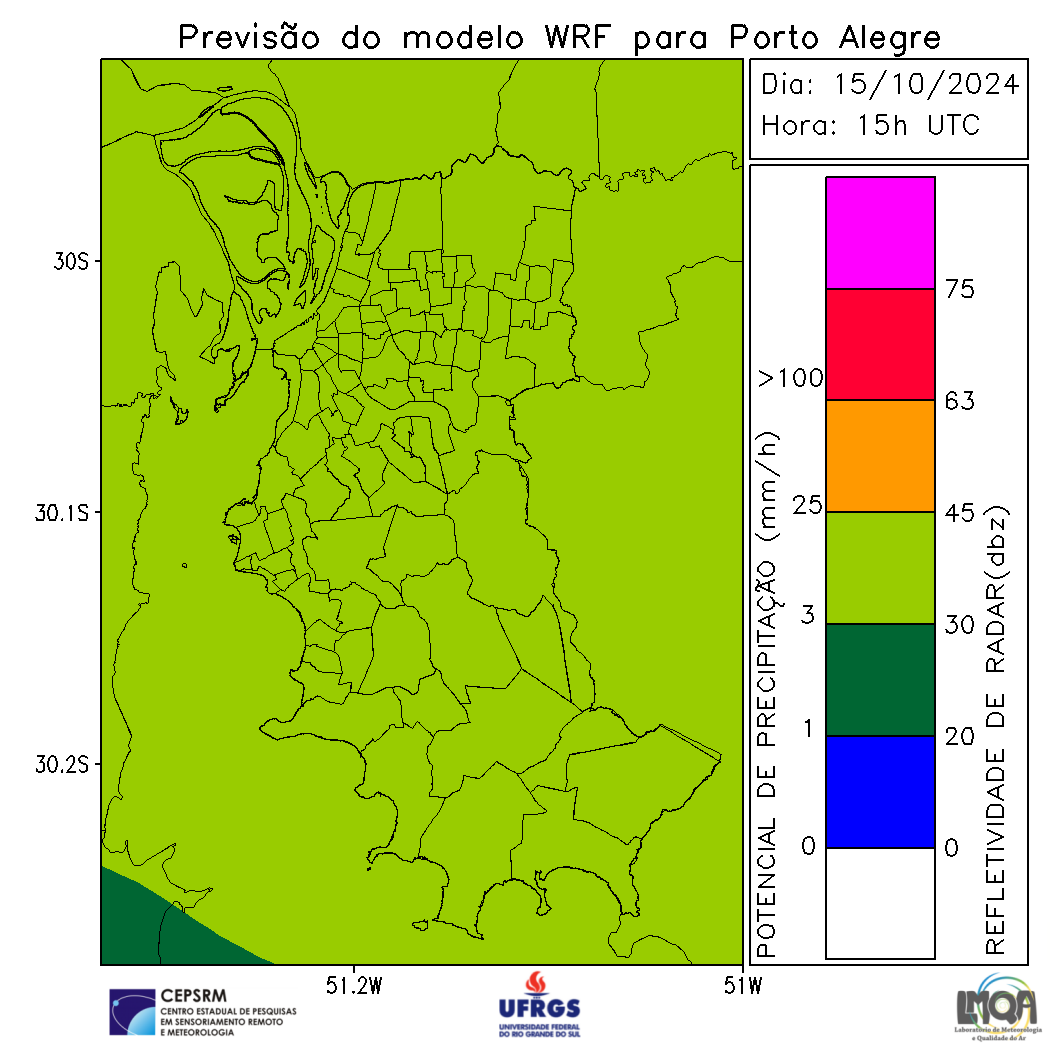 Previsão do modelo WRF para Porto Alegre
Dia: 15/10/2024
Hora: 15h UTC
30S
30.1S
30.2S
51.2W
51W
POTENCIAL DE PRECIPITAÇÃO (mm/h)
>100
25
3
1
0
75
63
45
30
20
0
REFLETIVIDADE DE RADAR(dbz)
CEPSRM
CENTRO ESTADUAL DE PESQUISAS
EM SENSORIAMENTO REMOTO
E METEOROLOGIA
UFRGS
UNIVERSIDADE FEDERAL
DO RIO GRANDE DO SUL
LMQA
Laboratório de Meteorologia
e Qualidade do Ar